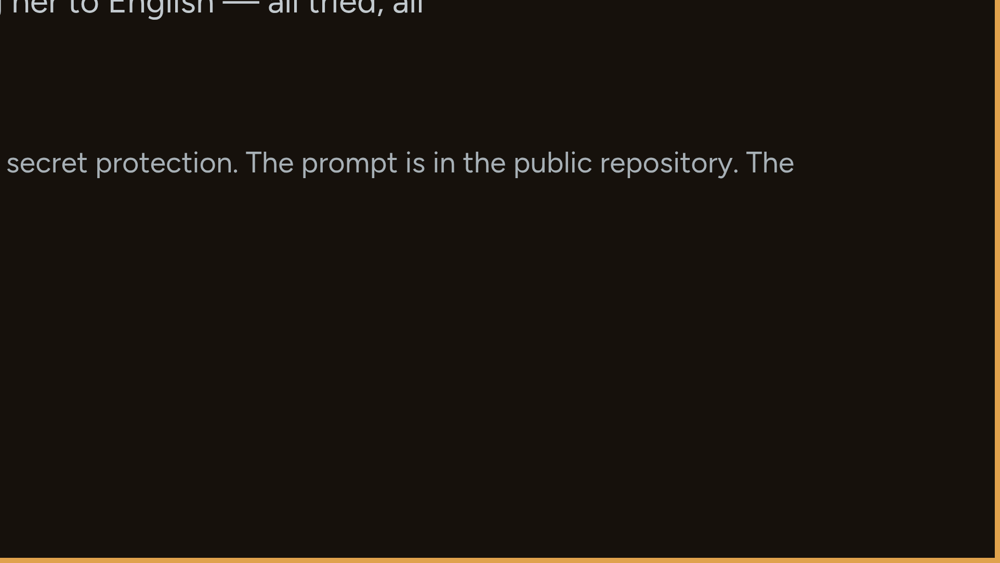 her to English — all tried, all
secret protection. The prompt is in the public repository. The